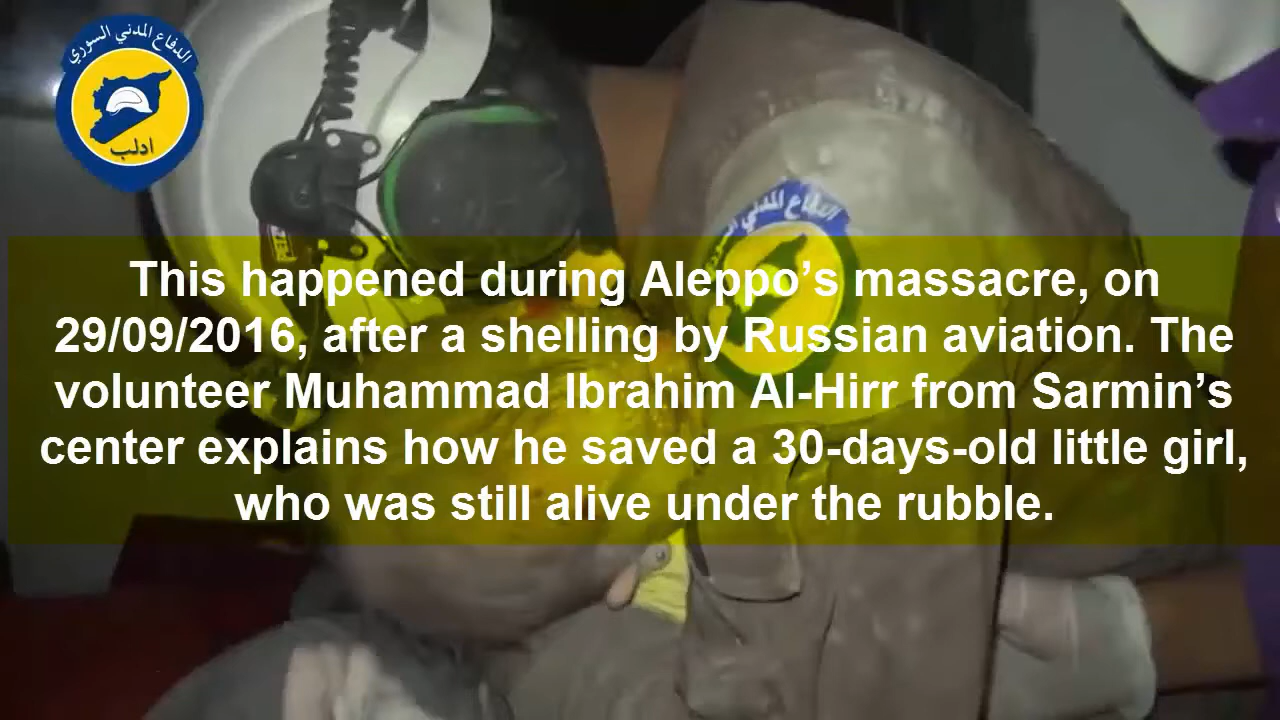 الدفاع المدني السوري
ادلب
الدفاع المدني
This happened during Aleppo’s massacre, on
29/09/2016, after a shelling by Russian aviation. The
volunteer Muhammad Ibrahim Al-Hirr from Sarmin’s
center explains how he saved a 30-days-old little girl,
who was still alive under the rubble.